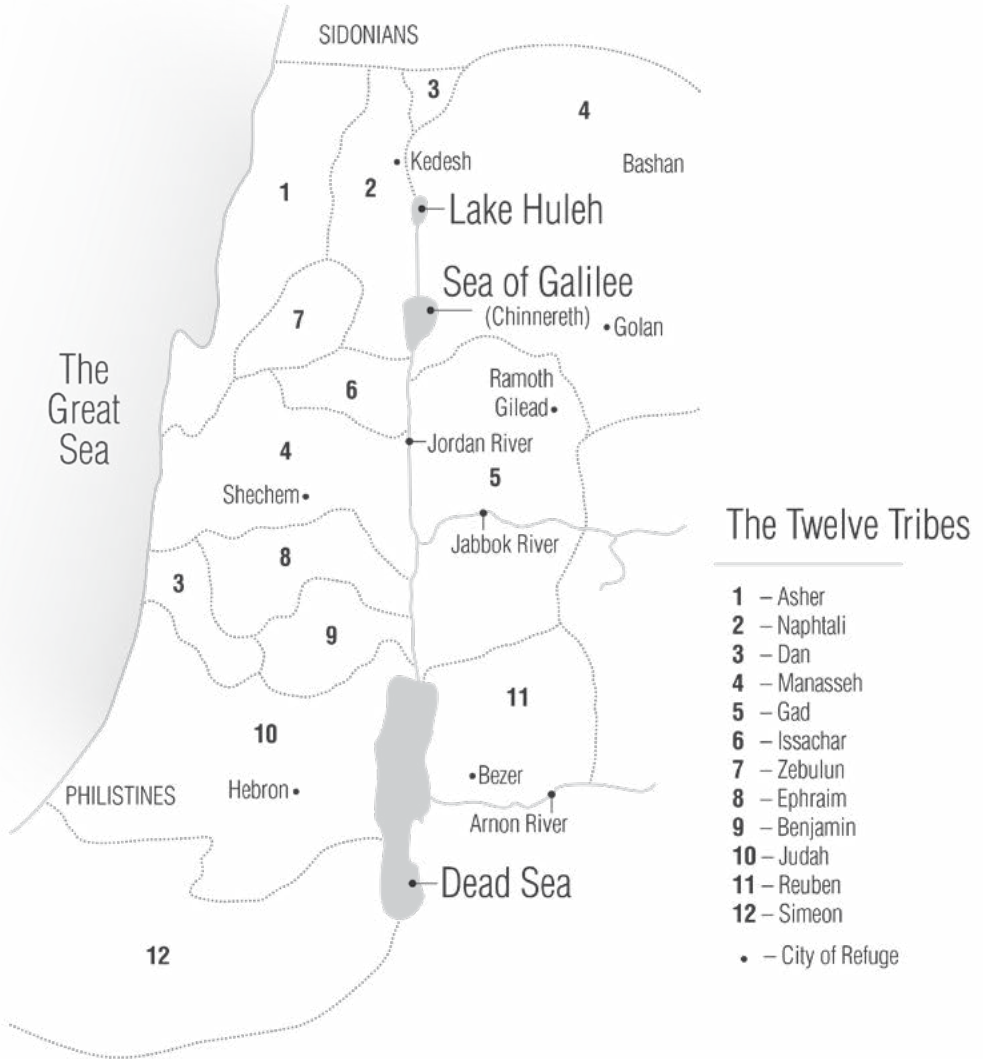 SIDONIANS
3
4
Kedesh
Bashan
1
2
Lake Huleh
Sea of Galilee
(Chinnereth)
Golan
7
The
Great
Sea
6
Ramoth
Gilead
Jordan River
4
5
Shechem
Jabbok River
8
3
9
11
10
Bezer
PHILISTINES
Hebron
Arnon River
Dead Sea
12
The Twelve Tribes
1 – Asher
2 – Naphtali
3 – Dan
4 – Manasseh
5 – Gad
6 – Issachar
7 – Zebulun
8 – Ephraim
9 – Benjamin
10 – Judah
11 – Reuben
12 – Simeon
• – City of Refuge